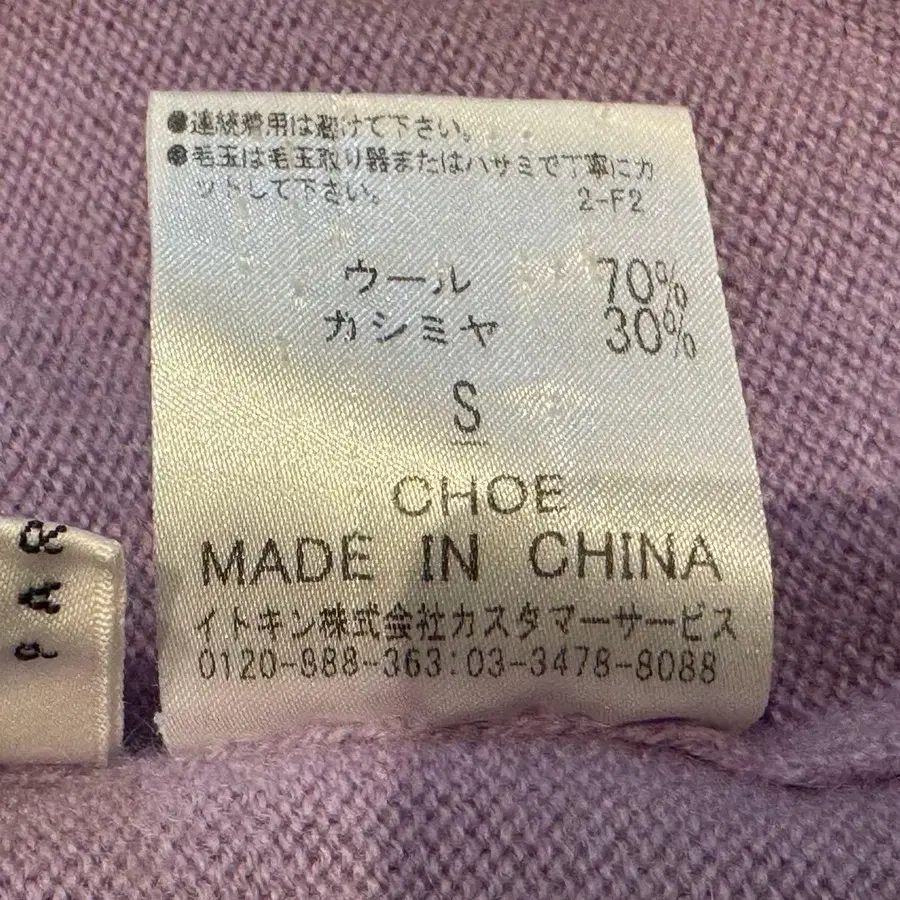 ●連続着用は避けて下さい。
●毛玉は毛玉取り器またはハサミで丁寧にカ
ットして下さい。 2-F2
ウール 70%
カシミヤ 30%
S
CHOE
MADE IN CHINA
イトキン株式会社カスタマーサービス
0120-888-363:03-3478-8088
PAR